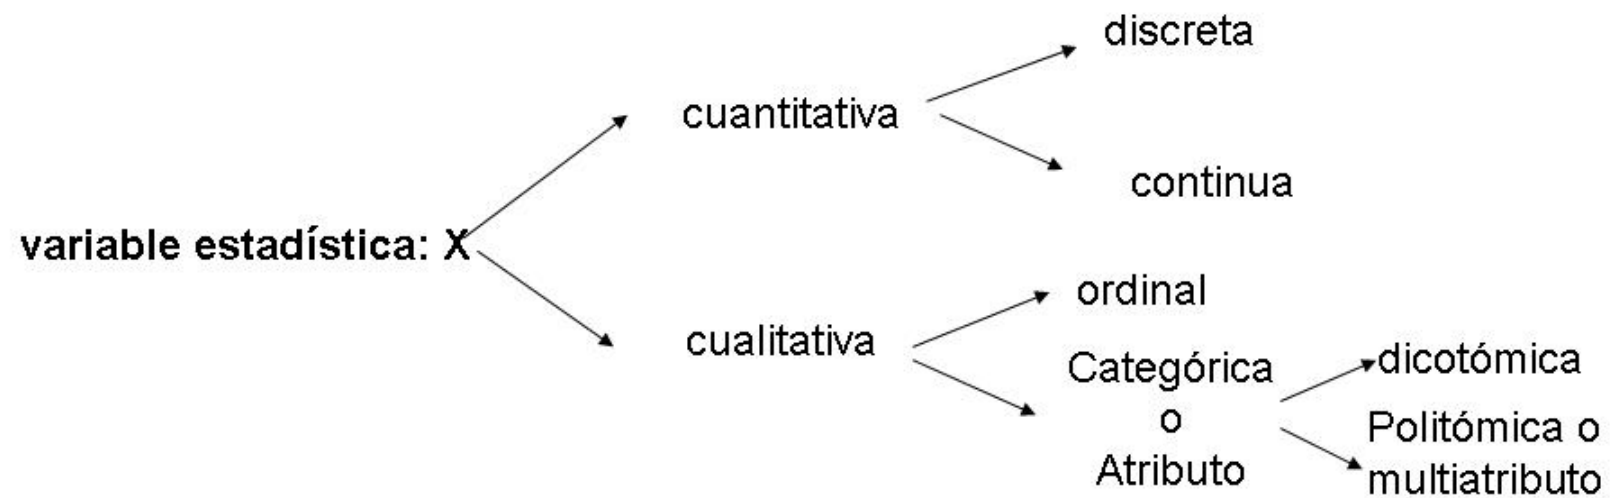 discreta
cuantitativa
continua
variable estadística: X
ordinal
cualitativa
Categórica
o
Atributo
dicotómica
Politómica o
multiatributo